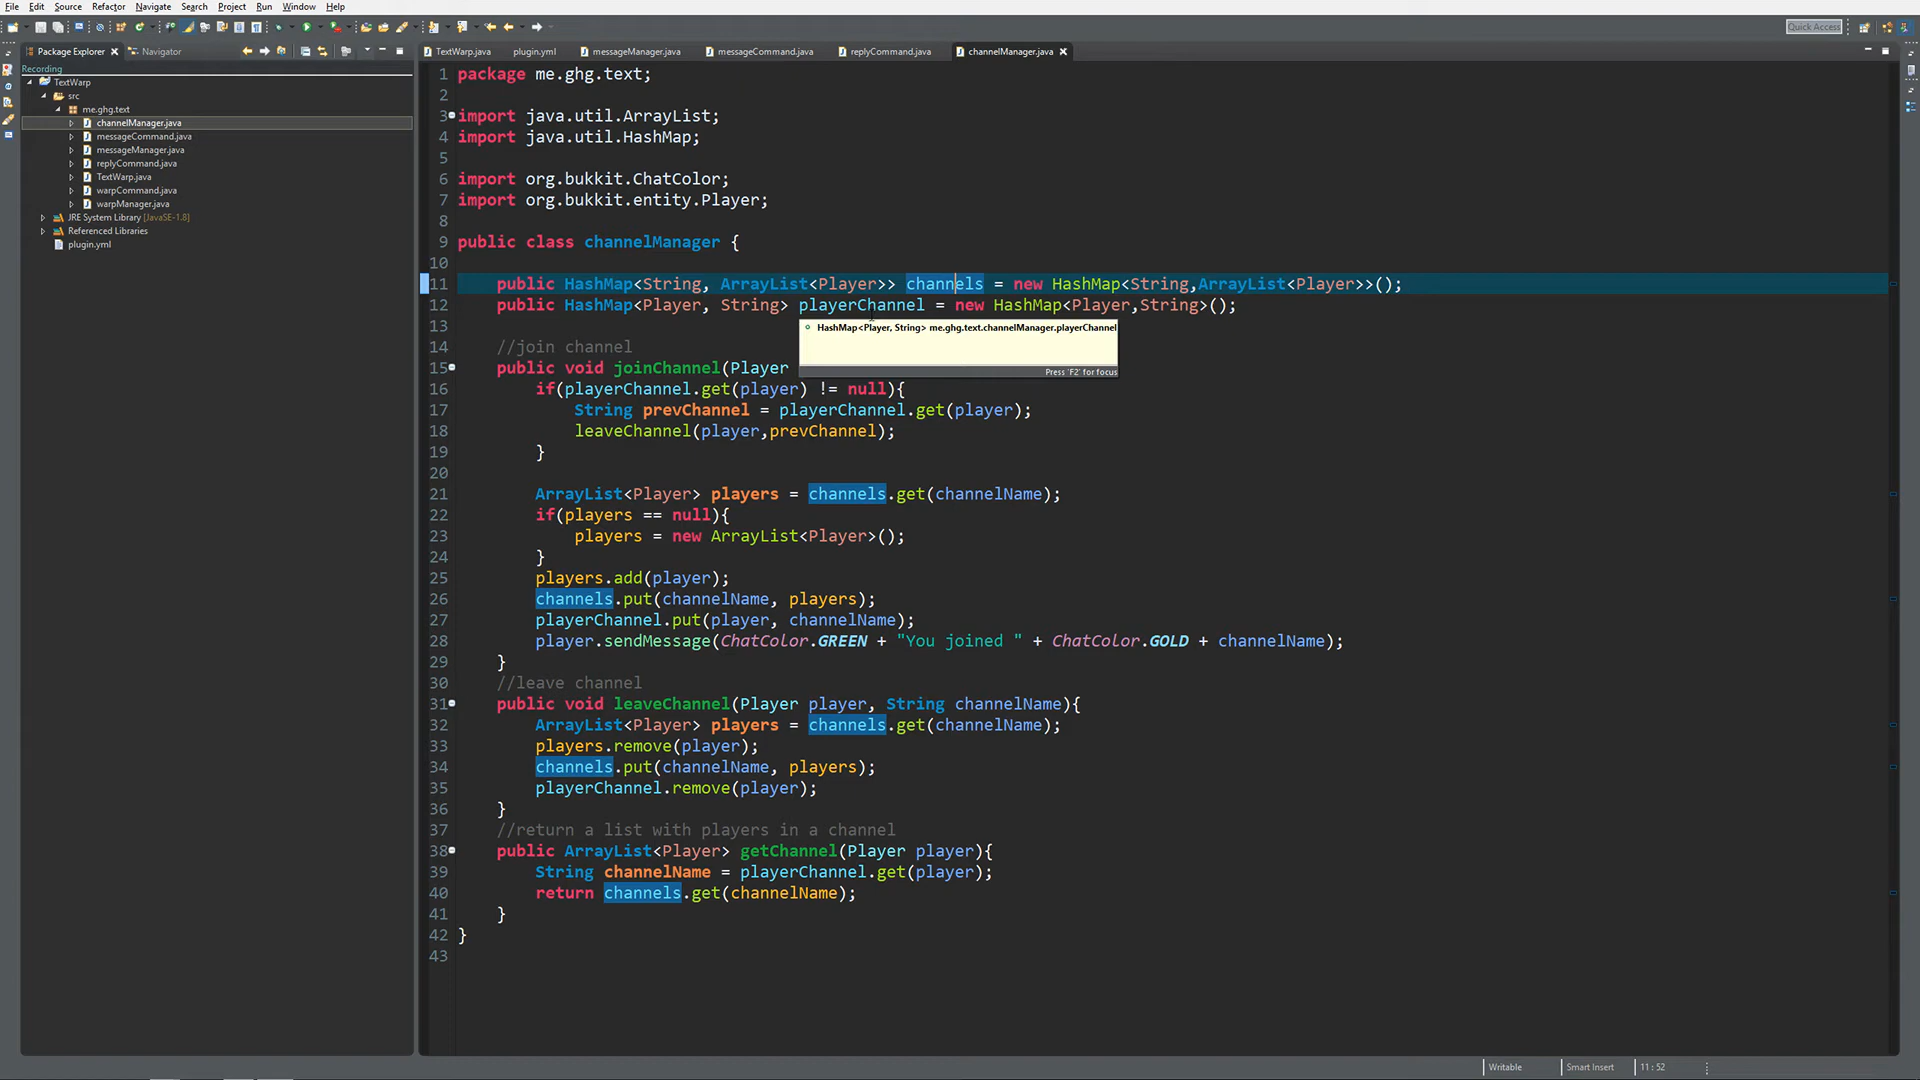 File Edit Source Refactor Navigate Search Project Run Window Help
Quick Access
Package Explorer Navigator
TextWarp.java plugin.yml messageManager.java messageCommand.java replyCommand.java channelManager.java
Recording
TextWarp
src
me.ghg.text
channelManager.java
messageCommand.java
messageManager.java
replyCommand.java
TextWarp.java
warpCommand.java
warpManager.java
JRE System Library [JavaSE-1.8]
Referenced Libraries
plugin.yml
1 package me.ghg.text;
2
3 import java.util.ArrayList;
4 import java.util.HashMap;
5
6 import org.bukkit.ChatColor;
7 import org.bukkit.entity.Player;
8
9 public class channelManager {
10
11 public HashMap<String, ArrayList<Player>> channels = new HashMap<String,ArrayList<Player>>();
12 public HashMap<Player, String> playerChannel = new HashMap<Player,String>();
13
HashMap<Player, String> me.ghg.text.channelManager.playerChannel
Press 'F2' for focus
14 //join channel
15 public void joinChannel(Player
16 if(playerChannel.get(player) != null){
17 String prevChannel = playerChannel.get(player);
18 leaveChannel(player,prevChannel);
19 }
20
21 ArrayList<Player> players = channels.get(channelName);
22 if(players == null){
23 players = new ArrayList<Player>();
24 }
25 players.add(player);
26 channels.put(channelName, players);
27 playerChannel.put(player, channelName);
28 player.sendMessage(ChatColor.GREEN + "You joined " + ChatColor.GOLD + channelName);
29 }
30 //leave channel
31 public void leaveChannel(Player player, String channelName){
32 ArrayList<Player> players = channels.get(channelName);
33 players.remove(player);
34 channels.put(channelName, players);
35 playerChannel.remove(player);
36 }
37 //return a list with players in a channel
38 public ArrayList<Player> getChannel(Player player){
39 String channelName = playerChannel.get(player);
40 return channels.get(channelName);
41 }
42 }
43
Writable Smart Insert 11 : 52